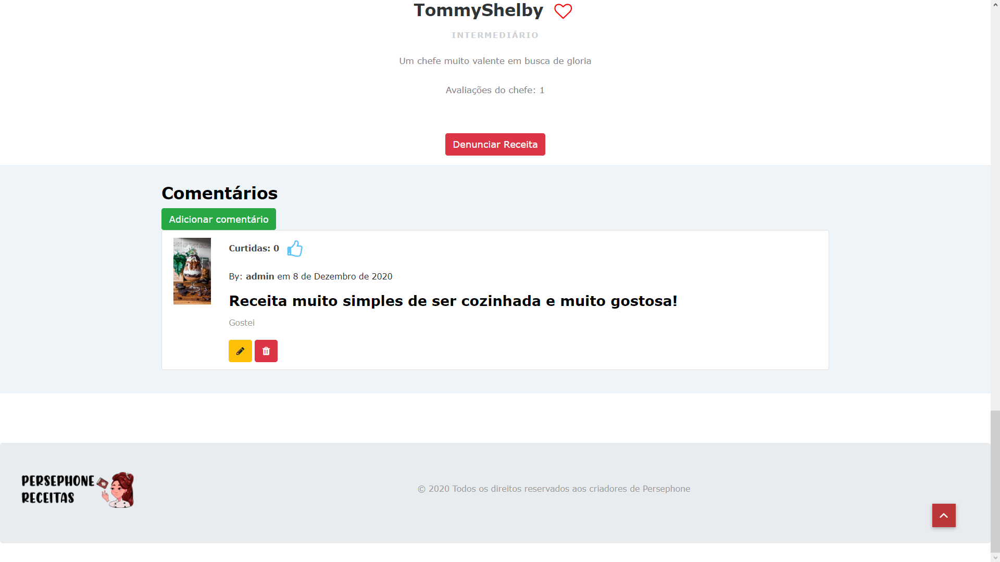 TommyShelby
INTERMEDIÁRIO
Um chefe muito valente em busca de gloria
Avaliações do chefe: 1
Denunciar Receita
Comentários
Adicionar comentário
Curtidas: 0
By: admin em 8 de Dezembro de 2020
Receita muito simples de ser cozinhada e muito gostosa!
Gostei
PERSEPHONE
RECEITAS
© 2020 Todos os direitos reservados aos criadores de Persephone